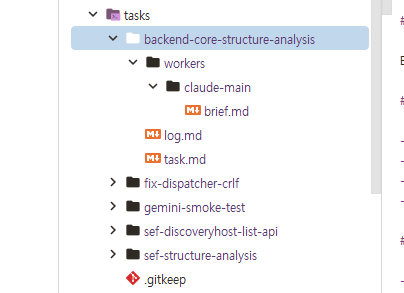 tasks
backend-core-structure-analysis
workers
claude-main
brief.md
log.md
task.md
fix-dispatcher-crlf
gemini-smoke-test
sef-discoveryhost-list-api
sef-structure-analysis
.gitkeep